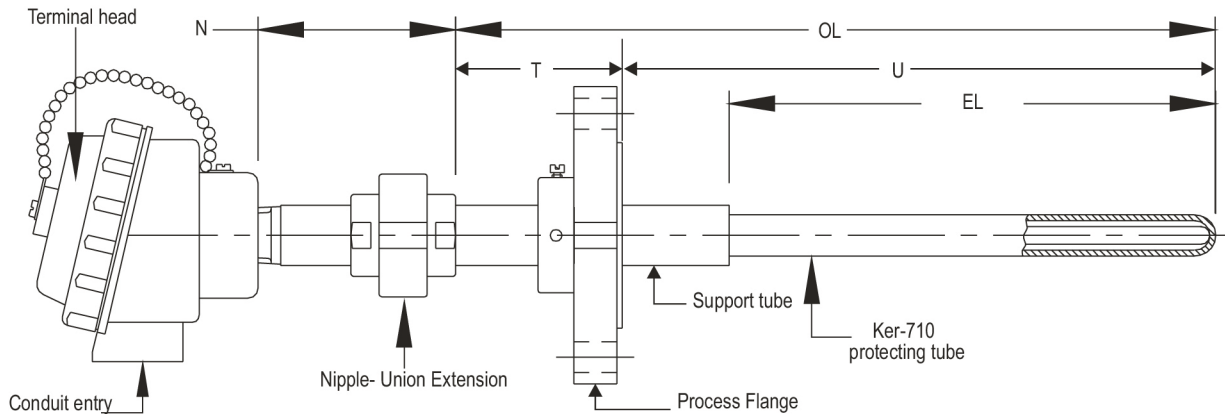 Terminal head
N
OL
T
U
EL
Support tube
Ker-710
protecting tube
Nipple- Union Extension
Process Flange
Conduit entry